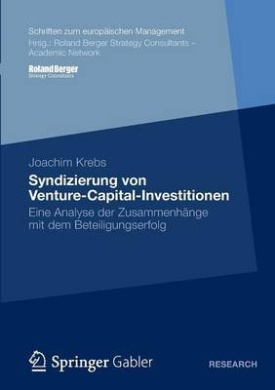 Schriften zum europäischen Management
Hrsg.: Roland Berger Strategy Consultants –
Academic Network
Roland Berger
Strategy Consultants
Joachim Krebs
Syndizierung von
Venture-Capital-Investitionen
Eine Analyse der Zusammenhänge
mit dem Beteiligungserfolg
Springer Gabler
RESEARCH